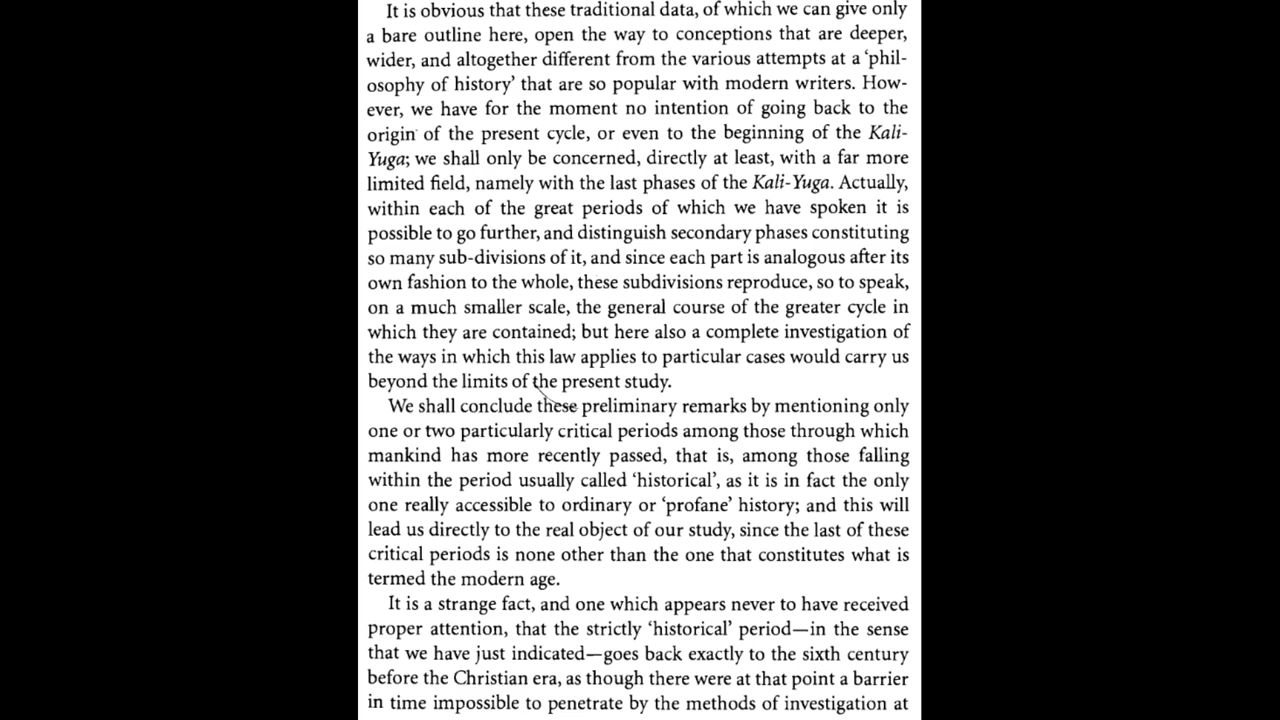 It is obvious that these traditional data, of which we can give only
a bare outline here, open the way to conceptions that are deeper,
wider, and altogether different from the various attempts at a ‘phil-
osophy of history’ that are so popular with modern writers. How-
ever, we have for the moment no intention of going back to the
origin of the present cycle, or even to the beginning of the Kali-
Yuga; we shall only be concerned, directly at least, with a far more
limited field, namely with the last phases of the Kali-Yuga. Actually,
within each of the great periods of which we have spoken it is
possible to go further, and distinguish secondary phases constituting
so many sub-divisions of it, and since each part is analogous after its
own fashion to the whole, these subdivisions reproduce, so to speak,
on a much smaller scale, the general course of the greater cycle in
which they are contained; but here also a complete investigation of
the ways in which this law applies to particular cases would carry us
beyond the limits of the present study.
We shall conclude these preliminary remarks by mentioning only
one or two particularly critical periods among those through which
mankind has more recently passed, that is, among those falling
within the period usually called ‘historical’, as it is in fact the only
one really accessible to ordinary or ‘profane’ history; and this will
lead us directly to the real object of our study, since the last of these
critical periods is none other than the one that constitutes what is
termed the modern age.
It is a strange fact, and one which appears never to have received
proper attention, that the strictly ‘historical’ period—in the sense
that we have just indicated—goes back exactly to the sixth century
before the Christian era, as though there were at that point a barrier
in time impossible to penetrate by the methods of investigation at